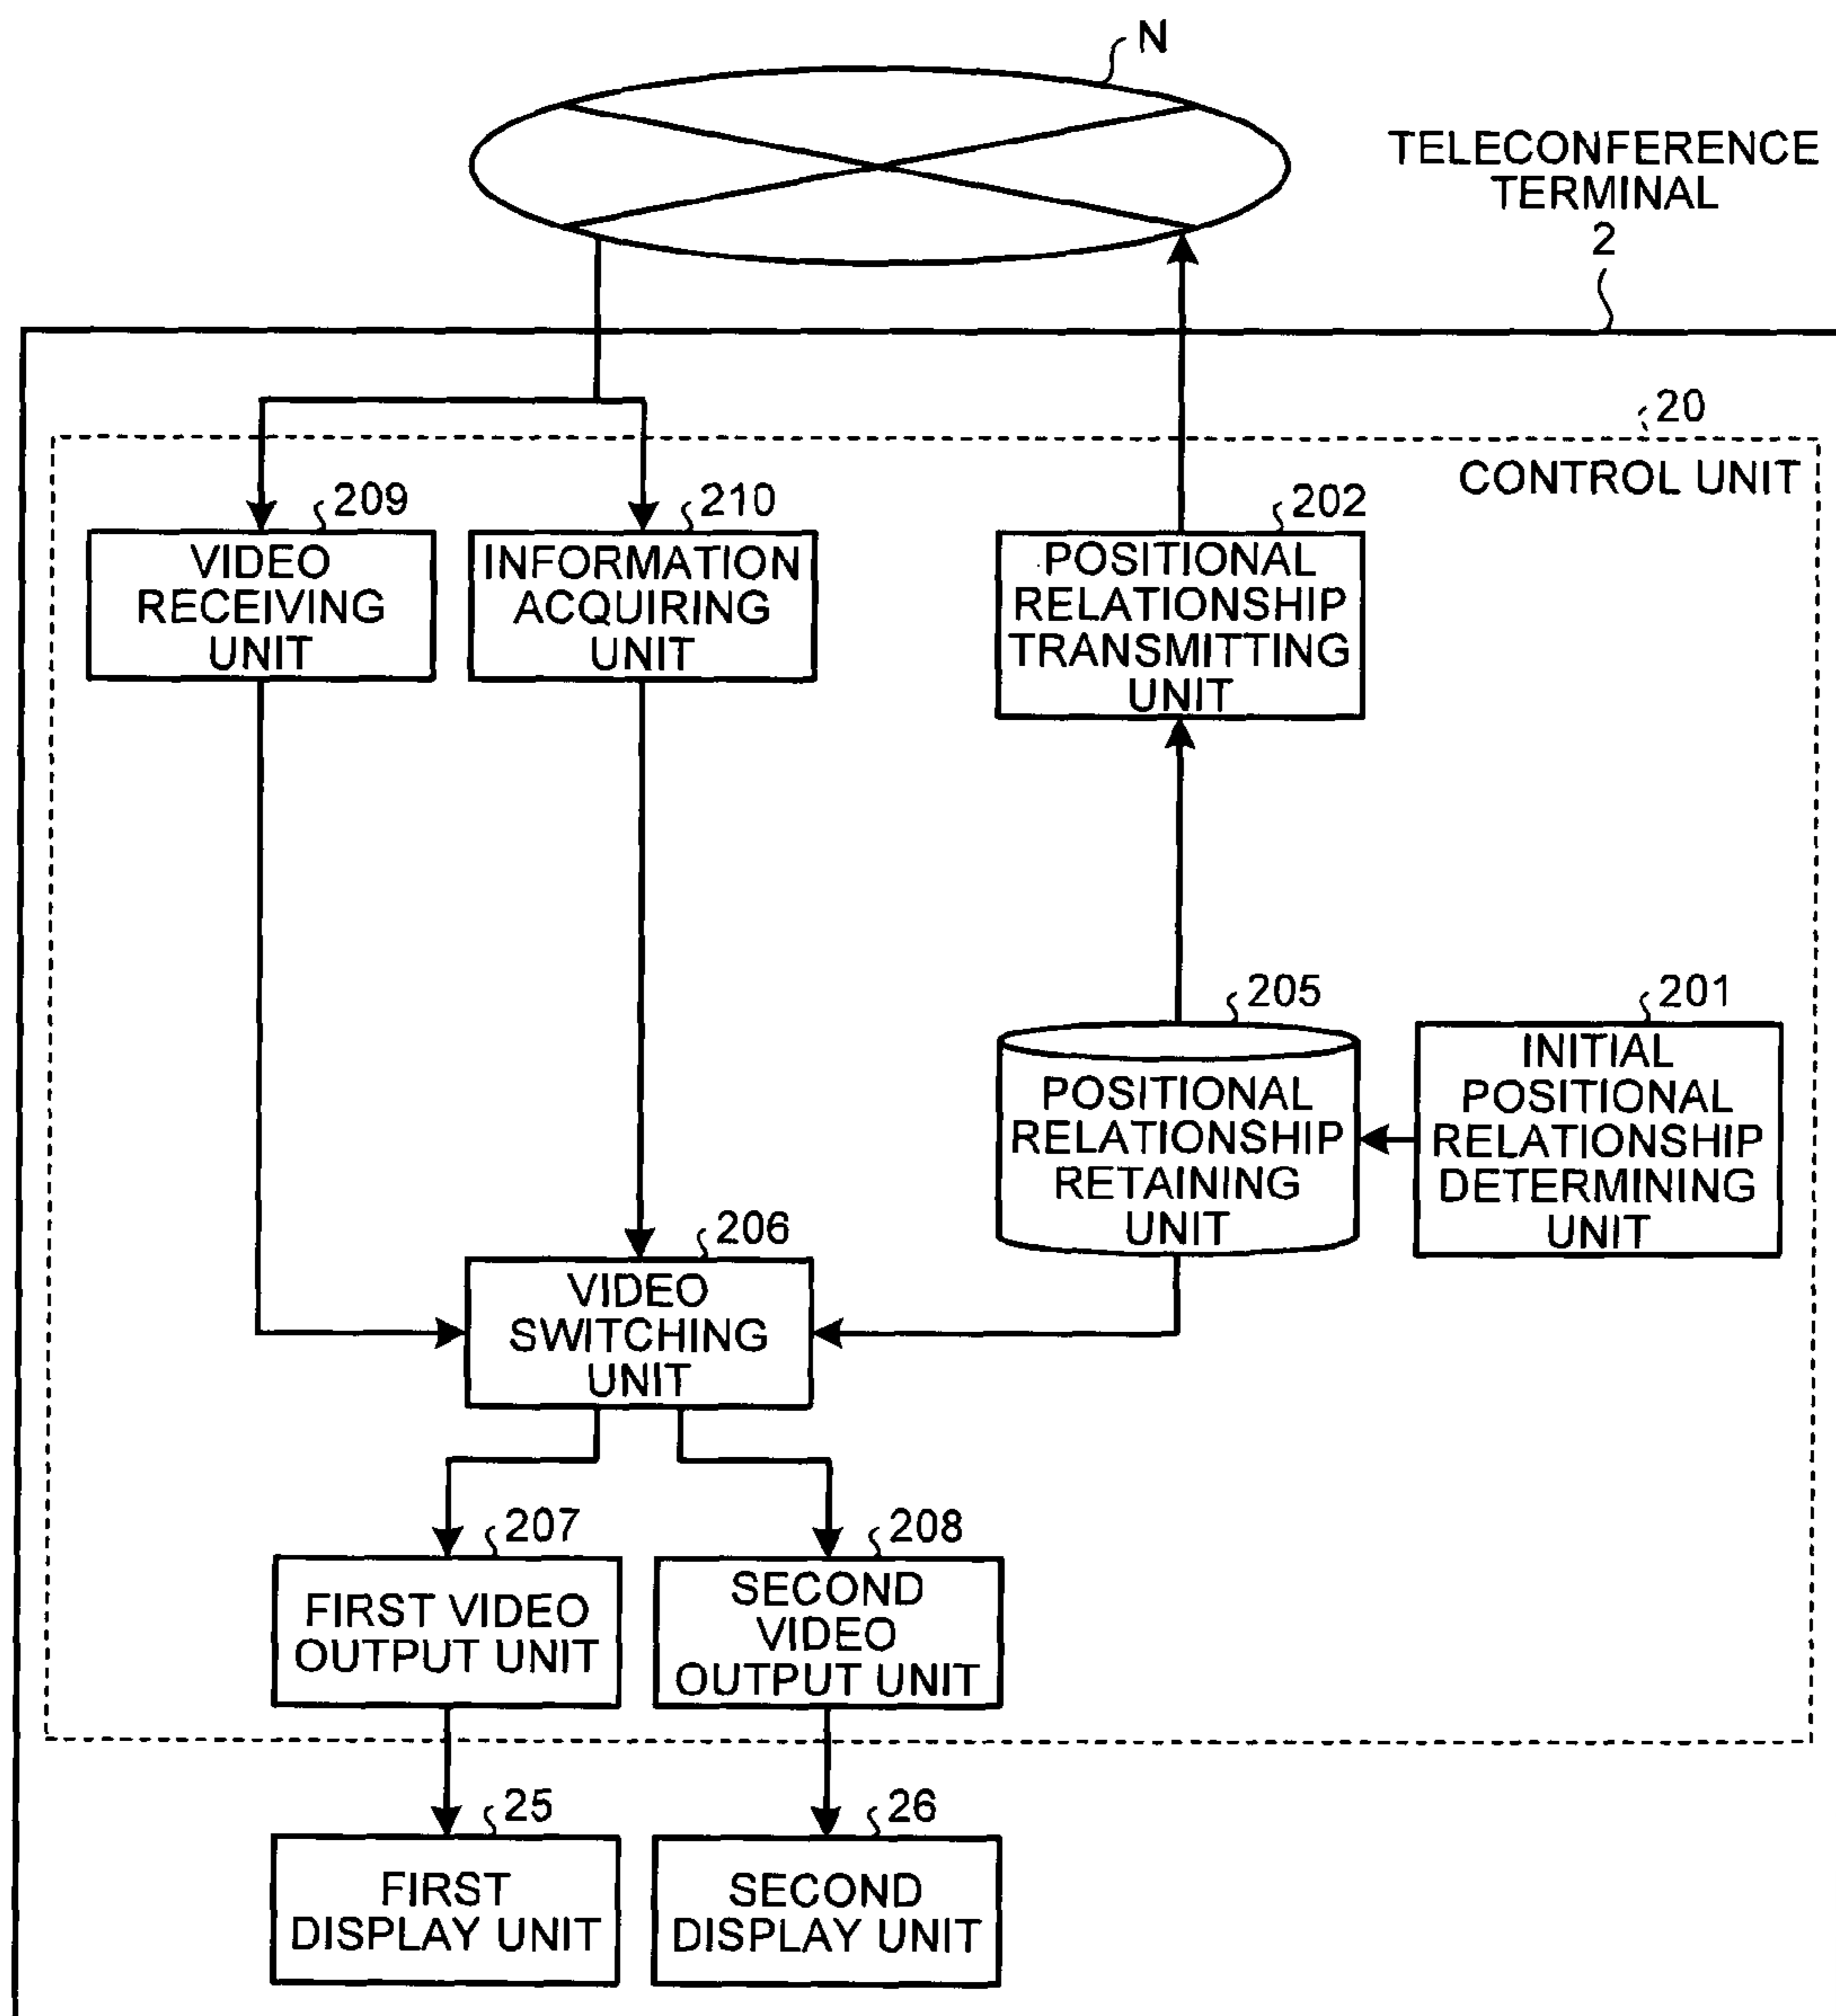 N
TELECONFERENCE
TERMINAL
2
20
CONTROL UNIT
209
VIDEO
RECEIVING
UNIT
210
INFORMATION
ACQUIRING
UNIT
202
POSITIONAL
RELATIONSHIP
TRANSMITTING
UNIT
205
POSITIONAL
RELATIONSHIP
RETAINING
UNIT
201
INITIAL
POSITIONAL
RELATIONSHIP
DETERMINING
UNIT
206
VIDEO
SWITCHING
UNIT
207
FIRST VIDEO
OUTPUT UNIT
208
SECOND
VIDEO
OUTPUT UNIT
25
FIRST
DISPLAY UNIT
26
SECOND
DISPLAY UNIT